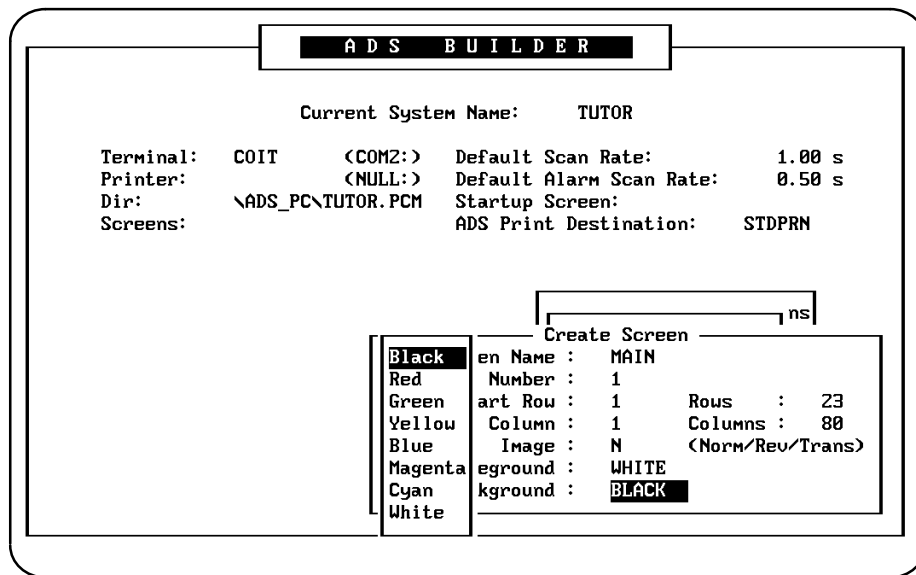 ADS BUILDER
Current System Name: TUTOR
Terminal: COIT (COM2:) Default Scan Rate: 1.00 s
Printer: (NULL:) Default Alarm Scan Rate: 0.50 s
Dir: \ADS_PC\TUTOR.PCM Startup Screen:
Screens: ADS Print Destination: STDPRN
ns
Create Screen
Black en Name : MAIN
Red Number : 1
Green art Row : 1 Rows : 23
Yellow Column : 1 Columns : 80
Blue Image : N (Norm/Rev/Trans)
Magenta eground : WHITE
Cyan kground : BLACK
White